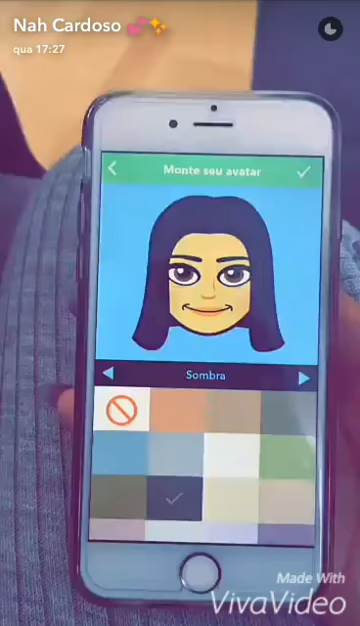 Nah Cardoso 💞✨
qua 17:27
Monte seu avatar
Sombra
Made With
VivaVideo